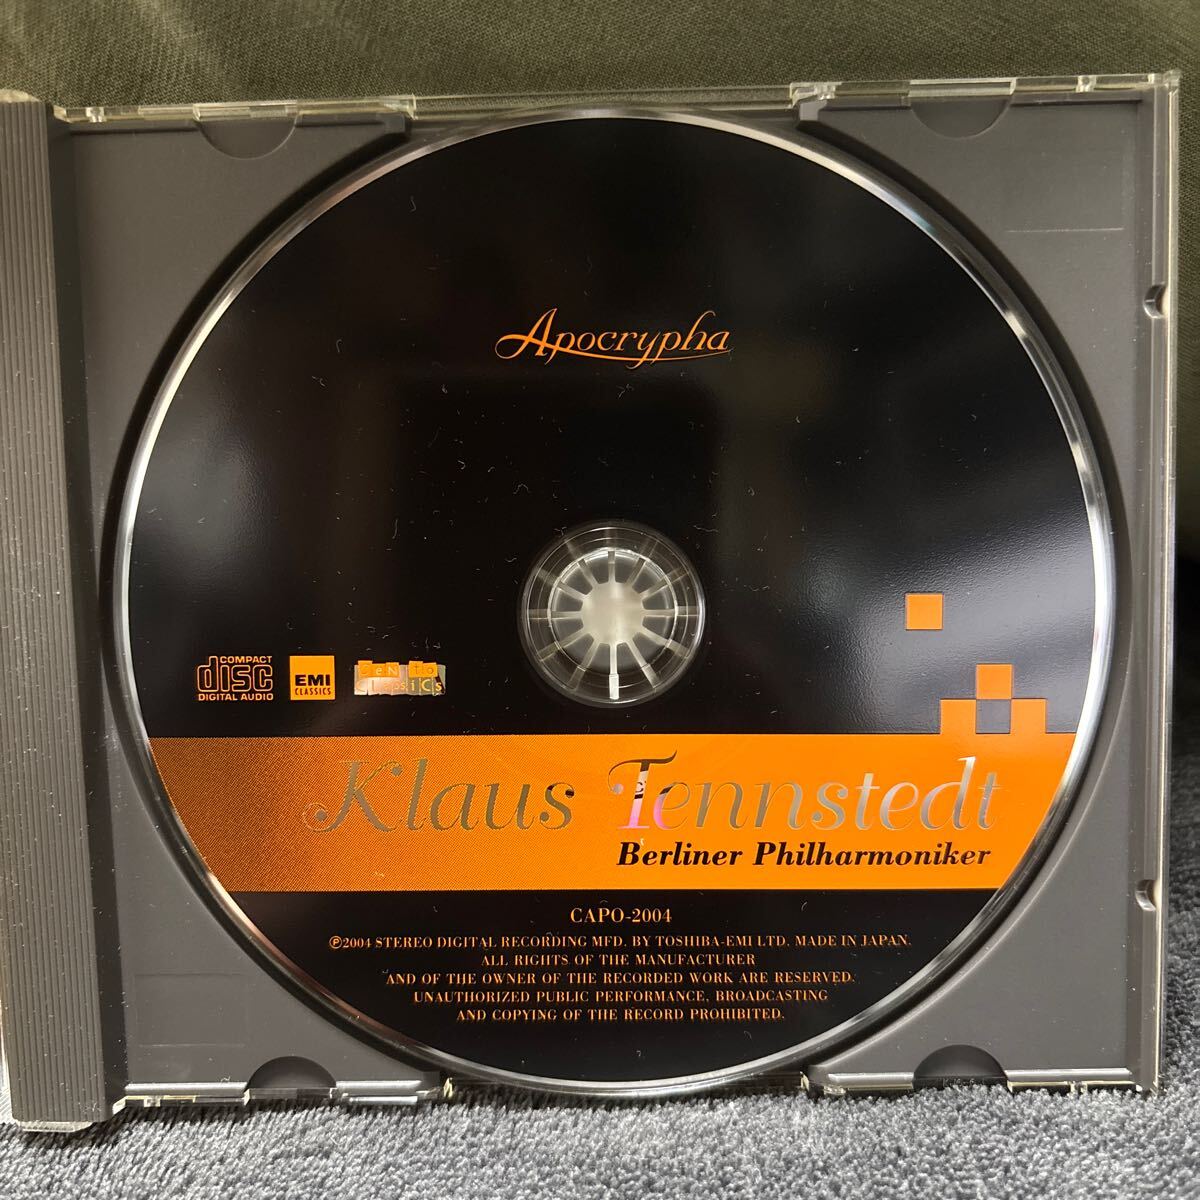 Apocrypha
COMPACT
disc
DIGITAL AUDIO
EMI
CLASSICS
CLassiCs
Klaus Tennstedt
Berliner Philharmoniker
CAPO-2004
℗2004 STEREO DIGITAL RECORDING MFD. BY TOSHIBA-EMI LTD. MADE IN JAPAN.
ALL RIGHTS OF THE MANUFACTURER
AND OF THE OWNER OF THE RECORDED WORK ARE RESERVED.
UNAUTHORIZED PUBLIC PERFORMANCE, BROADCASTING
AND COPYING OF THE RECORD PROHIBITED.